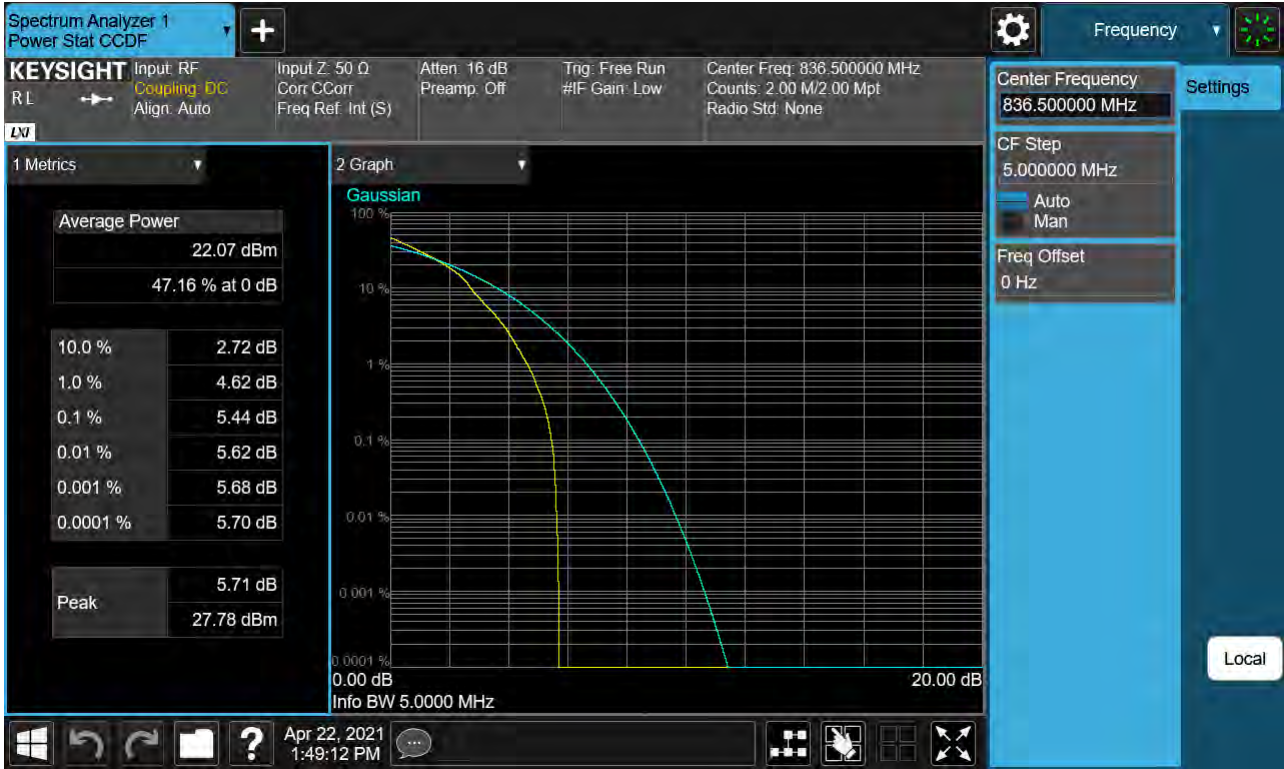 Spectrum Analyzer 1
Power Stat CCDF
+
Frequency
KEYSIGHT
R L
LXI
Input: RF
Coupling: DC
Align: Auto
Input Z: 50 Ω
Corr CCorr
Freq Ref: Int (S)
Atten: 16 dB
Preamp: Off
Trig: Free Run
#IF Gain: Low
Center Freq: 836.500000 MHz
Counts: 2.00 M/2.00 Mpt
Radio Std: None
Center Frequency
836.500000 MHz
Settings
CF Step
5.000000 MHz
Auto
Man
Freq Offset
0 Hz
1 Metrics
Average Power
22.07 dBm
47.16 % at 0 dB
10.0 % 2.72 dB
1.0 % 4.62 dB
0.1 % 5.44 dB
0.01 % 5.62 dB
0.001 % 5.68 dB
0.0001 % 5.70 dB
Peak
5.71 dB
27.78 dBm
2 Graph
Gaussian
100 %
10 %
1 %
0.1 %
0.01 %
0.001 %
0.0001 %
0.00 dB
20.00 dB
Info BW 5.0000 MHz
Local
?
Apr 22, 2021
1:49:12 PM